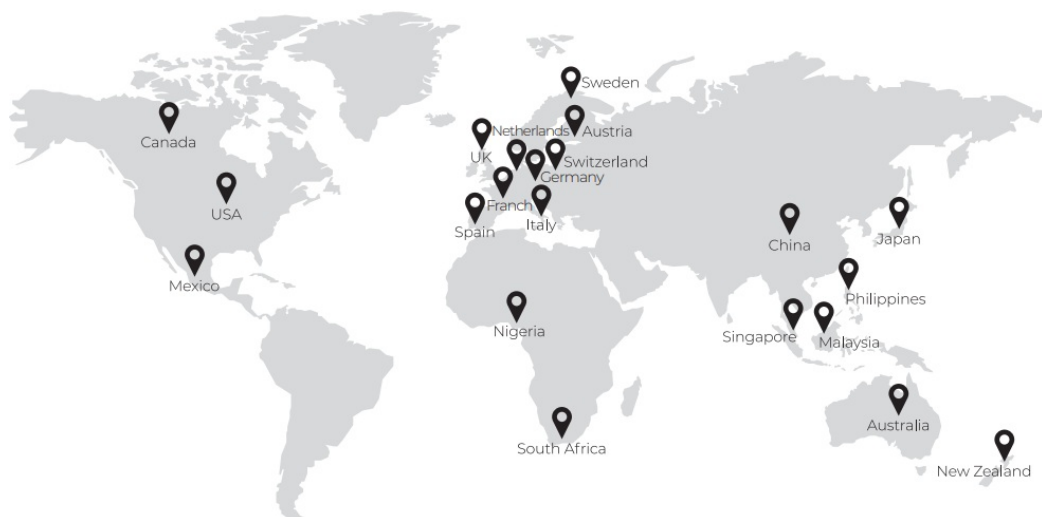 Sweden
Canada
Netherlands
Austria
UK
Switzerland
Germany
USA
Franch
Italy
Spain
China
Japan
Mexico
Philippines
Nigeria
Singapore
Malaysia
Australia
South Africa
New Zealand